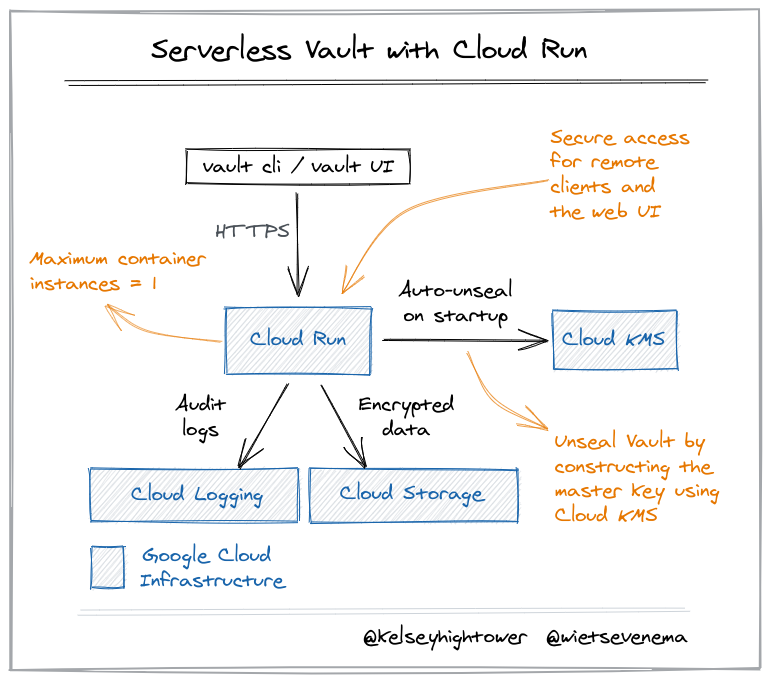 Serverless Vault with Cloud Run
Secure access
for remote
clients and
the web UI
vault cli / vault UI
HTTPS
Maximum container
instances = 1
Auto-unseal
on startup
Cloud Run
Cloud KMS
Audit
logs
Encrypted
data
Unseal Vault by
constructing the
master key using
Cloud KMS
Cloud Logging
Cloud Storage
Google Cloud
Infrastructure
@kelseyhightower @wietsevenema